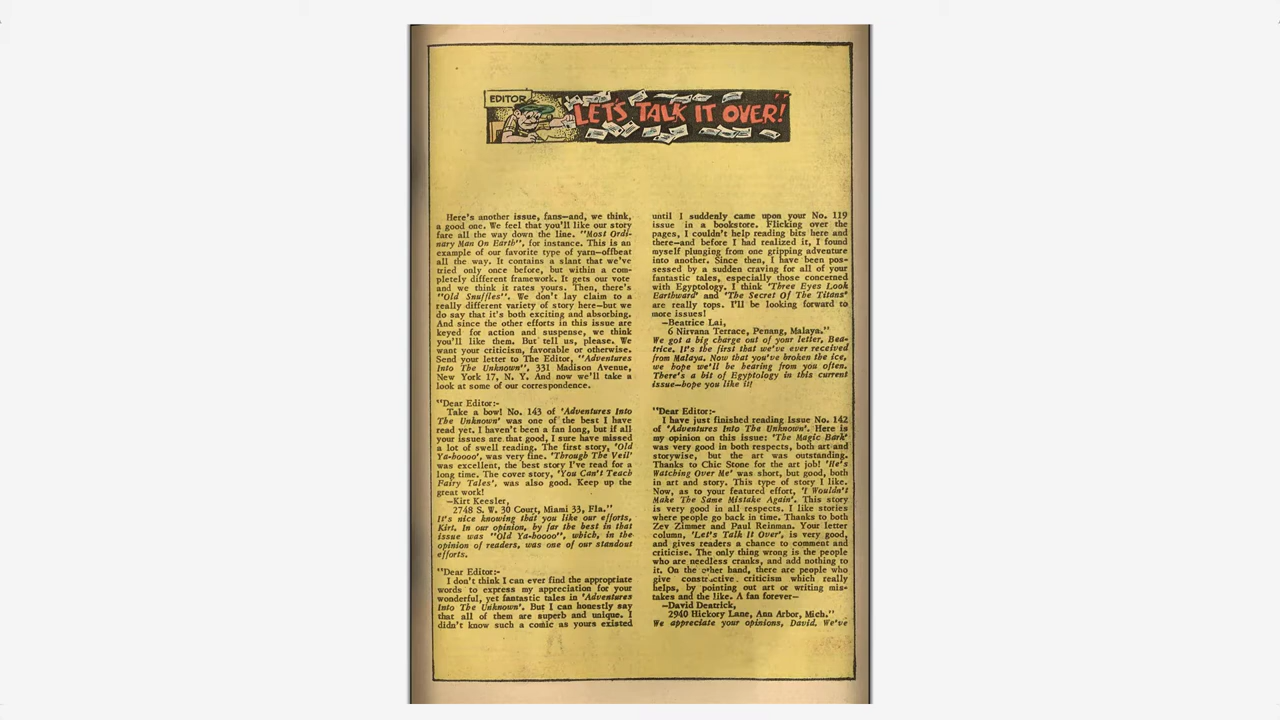 EDITOR
LET'S TALK IT OVER!
Here's another issue, fans—and, we think,
a good one. We feel that you'll like our story
fare all the way down the line. "Most Ordi-
nary Man On Earth", for instance. This is an
example of our favorite type of yarn—offbeat
all the way. It contains a slant that we've
tried only once before, but within a com-
pletely different framework. It gets our vote
and we think it rates yours. Then, there's
"Old Snuffles". We don't lay claim to a
really different variety of story here—but we
do say that it's both exciting and absorbing.
And since the other efforts in this issue are
keyed for action and suspense, we think
you'll like them. But tell us, please. We
want your criticism, favorable or otherwise.
Send your letter to The Editor, "Adventures
Into The Unknown", 331 Madison Avenue,
New York 17, N. Y. And now we'll take a
look at some of our correspondence.
"Dear Editor:-
Take a bow! No. 143 of 'Adventures Into
The Unknown' was one of the best I have
read yet. I haven't been a fan long, but if all
your issues are that good, I sure have missed
a lot of swell reading. The first story, 'Old
Ya-boooo', was very fine. 'Through The Veil'
was excellent, the best story I've read for a
long time. The cover story, 'You Can't Teach
Fairy Tales', was also good. Keep up the
great work!
—Kirt Keesler,
2748 S. W. 30 Court, Miami 33, Fla."
It's nice knowing that you like our efforts,
Kirt. In our opinion, by far the best in that
issue was "Old Ya-boooo", which, in the
opinion of readers, was one of our standout
efforts.
"Dear Editor:-
I don't think I can ever find the appropriate
words to express my appreciation for your
wonderful, yet fantastic tales in 'Adventures
Into The Unknown'. But I can honestly say
that all of them are superb and unique. I
didn't know such a comic as yours existed
until I suddenly came upon your No. 119
issue in a bookstore. Flicking over the
pages, I couldn't help reading bits here and
there—and before I had realized it, I found
myself plunging from one gripping adventure
into another. Since then, I have been pos-
sessed by a sudden craving for all of your
fantastic tales, especially those concerned
with Egyptology. I think 'Three Eyes Look
Earthward' and 'The Secret Of The Titans'
are really tops. I'll be looking forward to
more issues!
—Beatrice Lai,
6 Nirvana Terrace, Penang, Malaya."
We got a big charge out of your letter, Bea-
trice. It's the first that we've ever received
from Malaya. Now that you've broken the ice,
we hope we'll be hearing from you often.
There's a bit of Egyptology in this current
issue—hope you like it!
"Dear Editor:-
I have just finished reading Issue No. 142
of 'Adventures Into The Unknown'. Here is
my opinion on this issue: 'The Magic Bark'
was very good in both respects, both art and
storywise, but the art was outstanding.
Thanks to Chic Stone for the art job! 'He's
Watching Over Me' was short, but good, both
in art and story. This type of story I like.
Now, as to your featured effort, 'I Wouldn't
Make The Same Mistake Again'. This story
is very good in all respects. I like stories
where people go back in time. Thanks to both
Zev Zimmer and Paul Reinman. Your letter
column, 'Let's Talk It Over', is very good,
and gives readers a chance to comment and
criticise. The only thing wrong is the people
who are needless cranks, and add nothing to
it. On the other hand, there are people who
give constructive criticism which really
helps, by pointing out art or writing mis-
takes and the like. A fan forever—
—David Deatrick,
2940 Hickory Lane, Ann Arbor, Mich."
We appreciate your opinions, David. We've